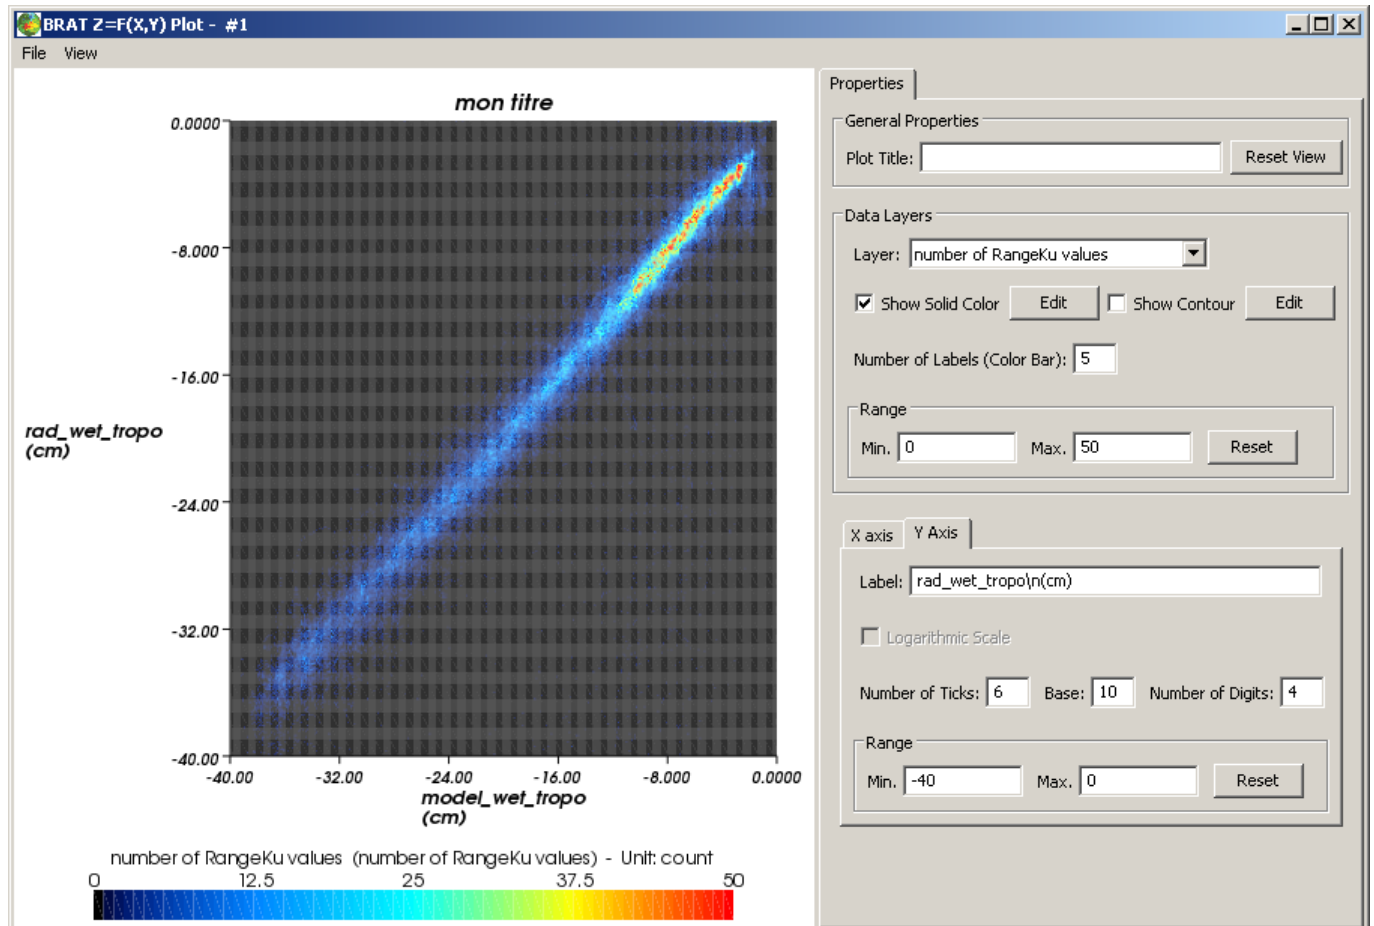 BRAT Z=F(X,Y) Plot - #1
File View
mon titre
0.0000
-8.000
-16.00
rad_wet_tropo
(cm)
-24.00
-32.00
-40.00
-40.00 -32.00 -24.00 -16.00 -8.000 0.0000
model_wet_tropo
(cm)
number of RangeKu values (number of RangeKu values) - Unit: count
0 12.5 25 37.5 50
Properties
General Properties
Plot Title: Reset View
Data Layers
Layer: number of RangeKu values
Show Solid Color Edit Show Contour Edit
Number of Labels (Color Bar): 5
Range
Min. 0 Max. 50 Reset
X axis Y Axis
Label: rad_wet_tropo\n(cm)
Logarithmic Scale
Number of Ticks: 6 Base: 10 Number of Digits: 4
Range
Min. -40 Max. 0 Reset